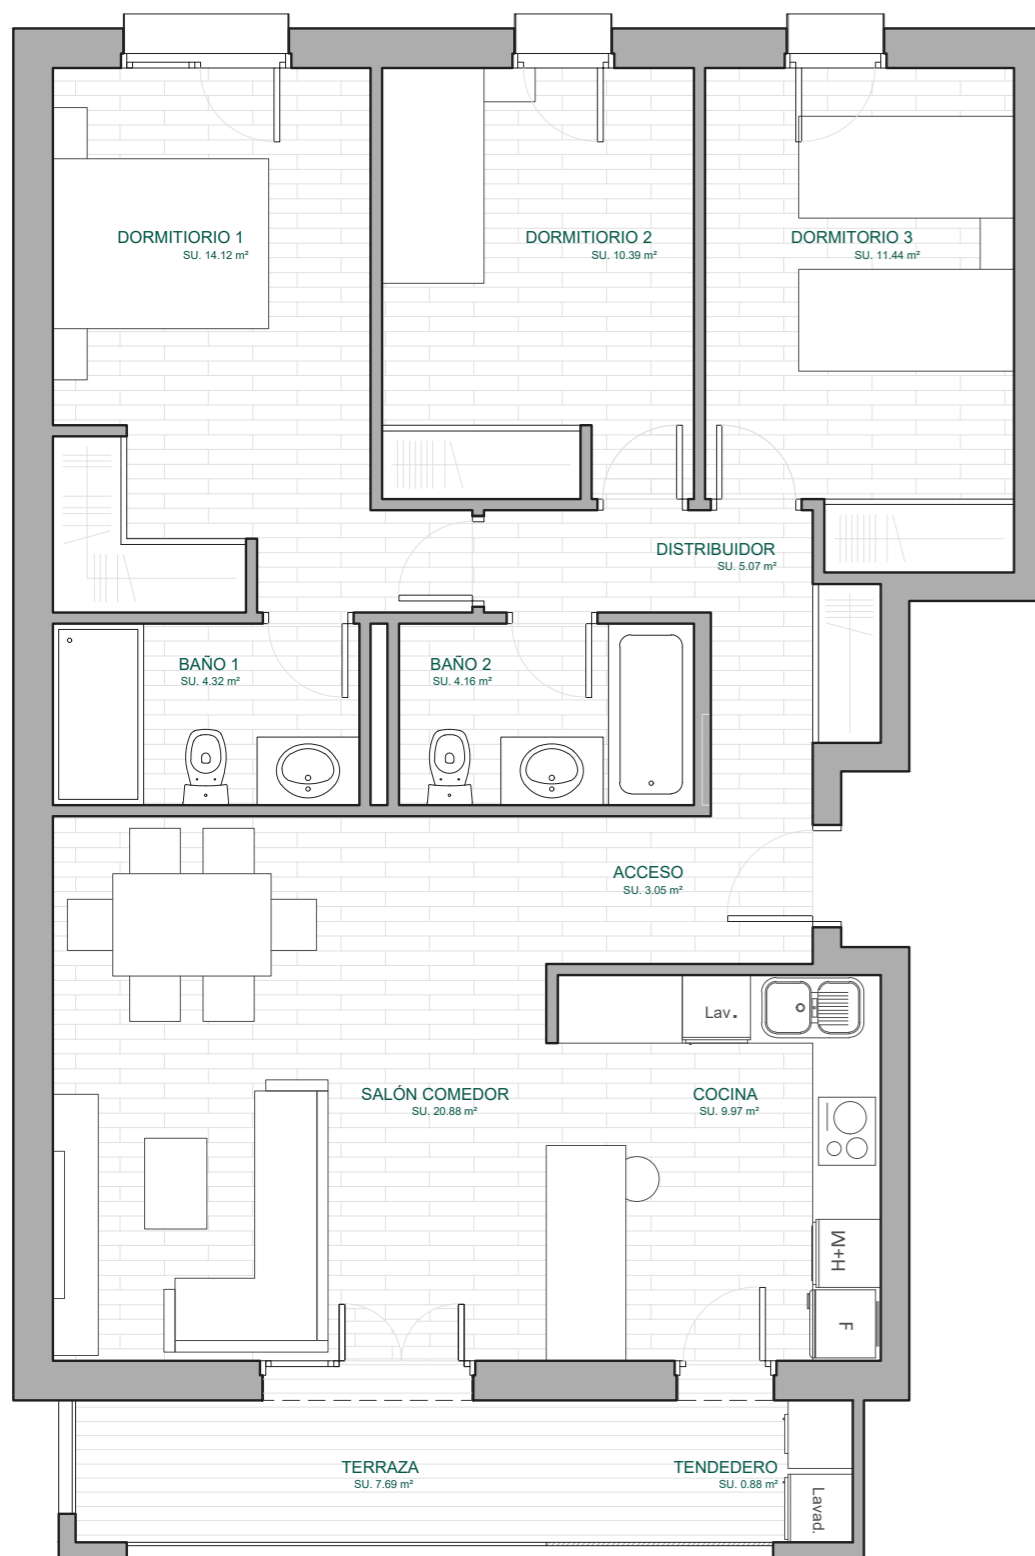 DORMITIORIO 1
SU. 14.12 m²
DORMITIORIO 2
SU. 10.39 m²
DORMITORIO 3
SU. 11.44 m²
DISTRIBUIDOR
SU. 5.07 m²
BAÑO 1
SU. 4.32 m²
BAÑO 2
SU. 4.16 m²
ACCESO
SU. 3.05 m²
Lav.
SALÓN COMEDOR
SU. 20.88 m²
COCINA
SU. 9.97 m²
M+H
F
TERRAZA
SU. 7.69 m²
TENDEDERO
SU. 0.88 m²
Lavad.